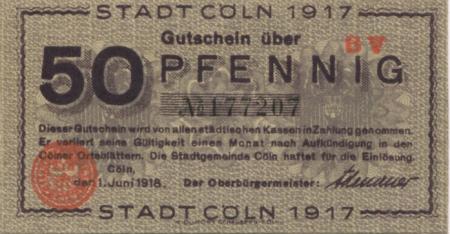 STADT CÖLN 1917
Gutschein über
BV
50 PFENNIG
№177207
Dieser Gutschein wird von allen städtischen Kassen in Zahlung genommen.
Er verliert seine Gültigkeit einen Monat nach Aufkündigung in den
Cölner Ortsblättern. Die Stadtgemeinde Cöln haftet für die Einlösung.
Cöln,
den 1. Juni 1918. Der Oberbürgermeister:
STADT CÖLN 1917